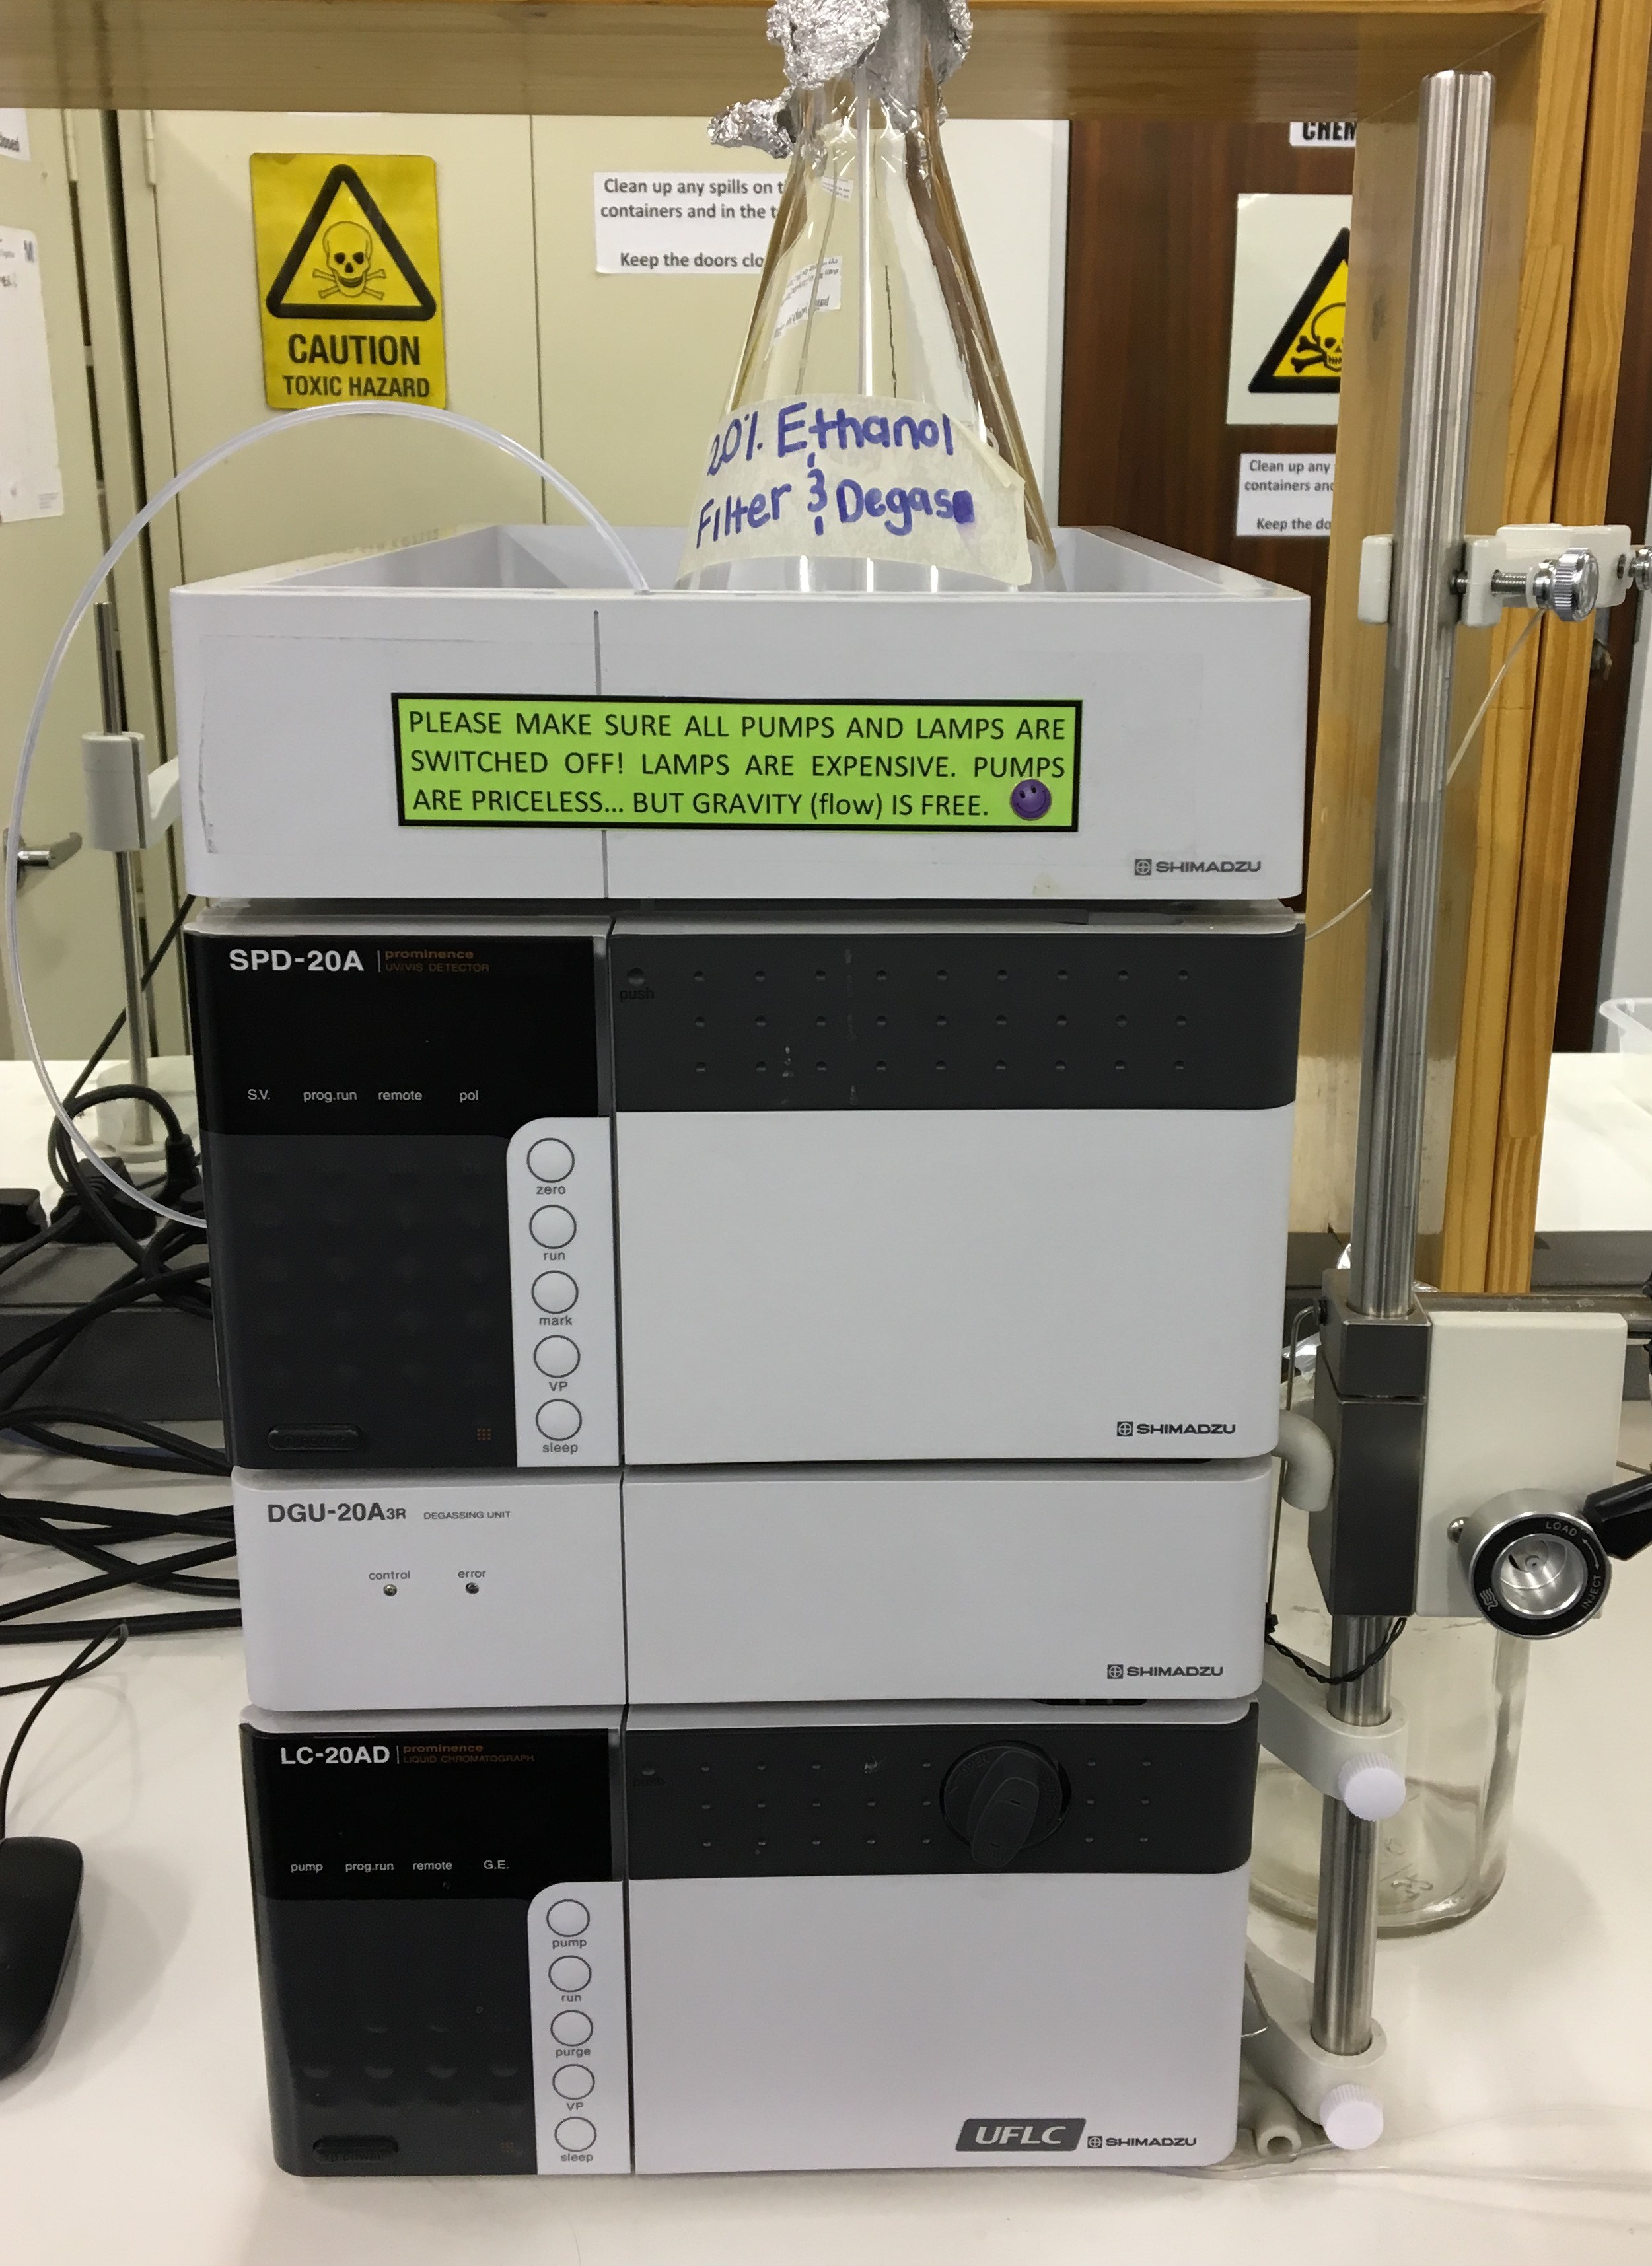 closed
CHEM
CAUTION
TOXIC HAZARD
Clean up any spills on t
containers and in the t
Keep the doors clo
Clean up any
containers and
Keep the do
20% Ethanol
Filter & Degas
PLEASE MAKE SURE ALL PUMPS AND LAMPS ARE
SWITCHED OFF! LAMPS ARE EXPENSIVE. PUMPS
ARE PRICELESS... BUT GRAVITY (flow) IS FREE.
SHIMADZU
SPD-20A prominence
UV/VIS DETECTOR
push
S.V. prog.run remote pol
zero
run
mark
VP
sleep
SHIMADZU
DGU-20A3R DEGASSING UNIT
control error
SHIMADZU
LOAD
INJECT
LC-20AD prominence
LIQUID CHROMATOGRAPH
push
pump prog.run remote G.E.
pump
run
purge
VP
sleep
UFLC SHIMADZU